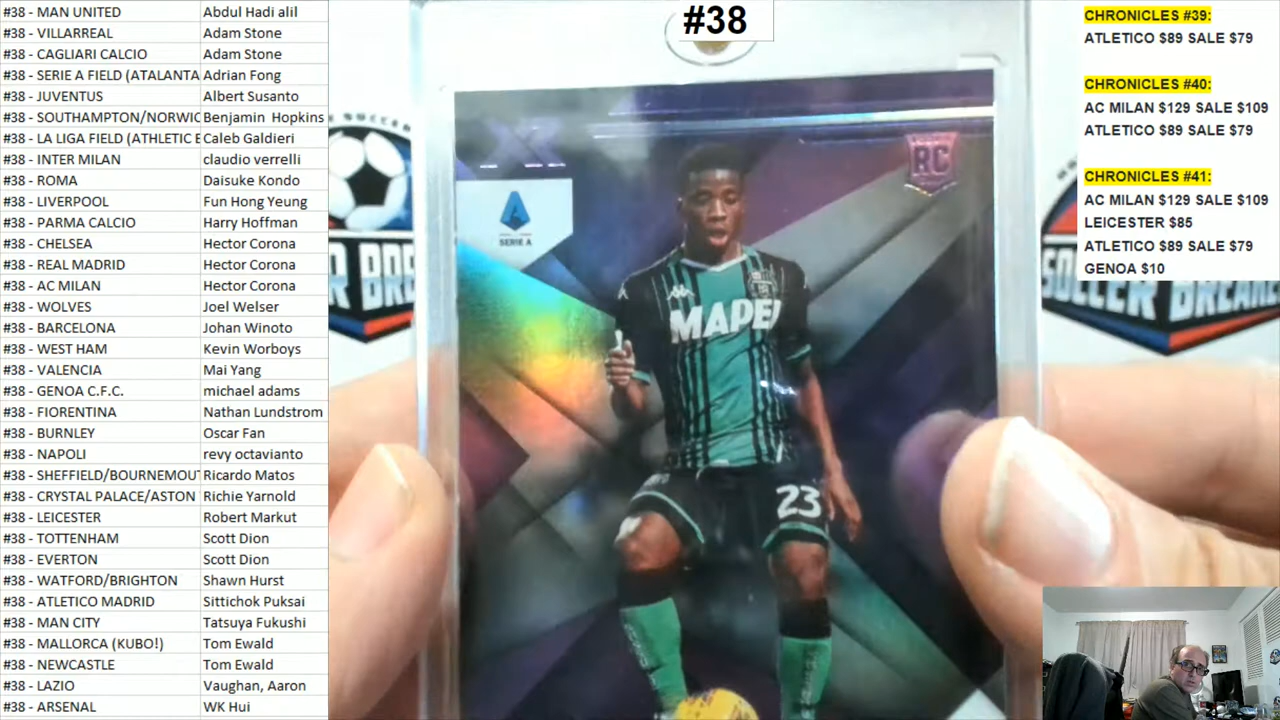 #38 - MAN UNITED Abdul Hadi alil
#38 - VILLARREAL Adam Stone
#38 - CAGLIARI CALCIO Adam Stone
#38 - SERIE A FIELD (ATALANTA Adrian Fong
#38 - JUVENTUS Albert Susanto
#38 - SOUTHAMPTON/NORWIC Benjamin Hopkins
#38 - LA LIGA FIELD (ATHLETIC E Caleb Galdieri
#38 - INTER MILAN claudio verrelli
#38 - ROMA Daisuke Kondo
#38 - LIVERPOOL Fun Hong Yeung
#38 - PARMA CALCIO Harry Hoffman
#38 - CHELSEA Hector Corona
#38 - REAL MADRID Hector Corona
#38 - AC MILAN Hector Corona
#38 - WOLVES Joel Welser
#38 - BARCELONA Johan Winoto
#38 - WEST HAM Kevin Worboys
#38 - VALENCIA Mai Yang
#38 - GENOA C.F.C. michael adams
#38 - FIORENTINA Nathan Lundstrom
#38 - BURNLEY Oscar Fan
#38 - NAPOLI revy octavianto
#38 - SHEFFIELD/BOURNEMOUT Ricardo Matos
#38 - CRYSTAL PALACE/ASTON Richie Yarnold
#38 - LEICESTER Robert Markut
#38 - TOTTENHAM Scott Dion
#38 - EVERTON Scott Dion
#38 - WATFORD/BRIGHTON Shawn Hurst
#38 - ATLETICO MADRID Sittichok Puksai
#38 - MAN CITY Tatsuya Fukushi
#38 - MALLORCA (KUBO!) Tom Ewald
#38 - NEWCASTLE Tom Ewald
#38 - LAZIO Vaughan, Aaron
#38 - ARSENAL WK Hui
#38
XR
RC
SERIE A
MAPEI
23
CHRONICLES #39:
ATLETICO $89 SALE $79
CHRONICLES #40:
AC MILAN $129 SALE $109
ATLETICO $89 SALE $79
CHRONICLES #41:
AC MILAN $129 SALE $109
LEICESTER $85
ATLETICO $89 SALE $79
GENOA $10
SOCCER BREAKE